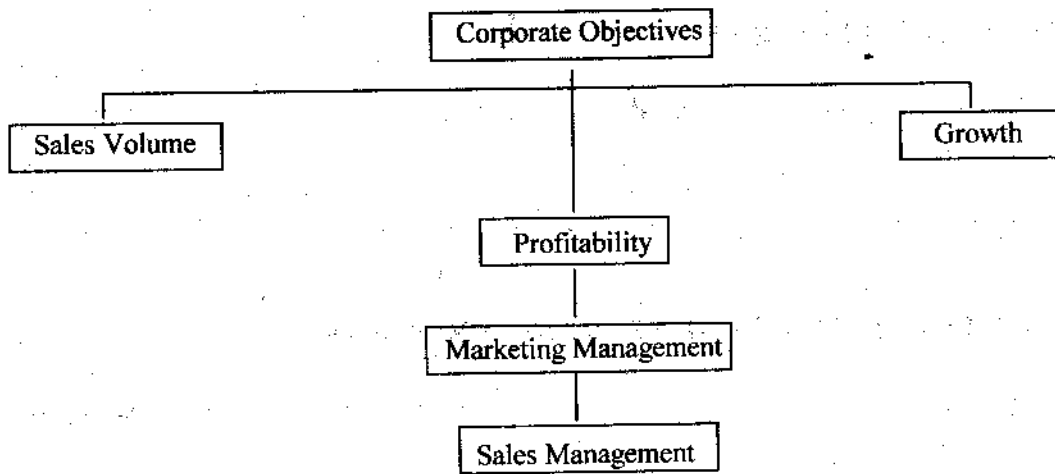 Corporate Objectives
Sales Volume
Growth
Profitability
Marketing Management
Sales Management